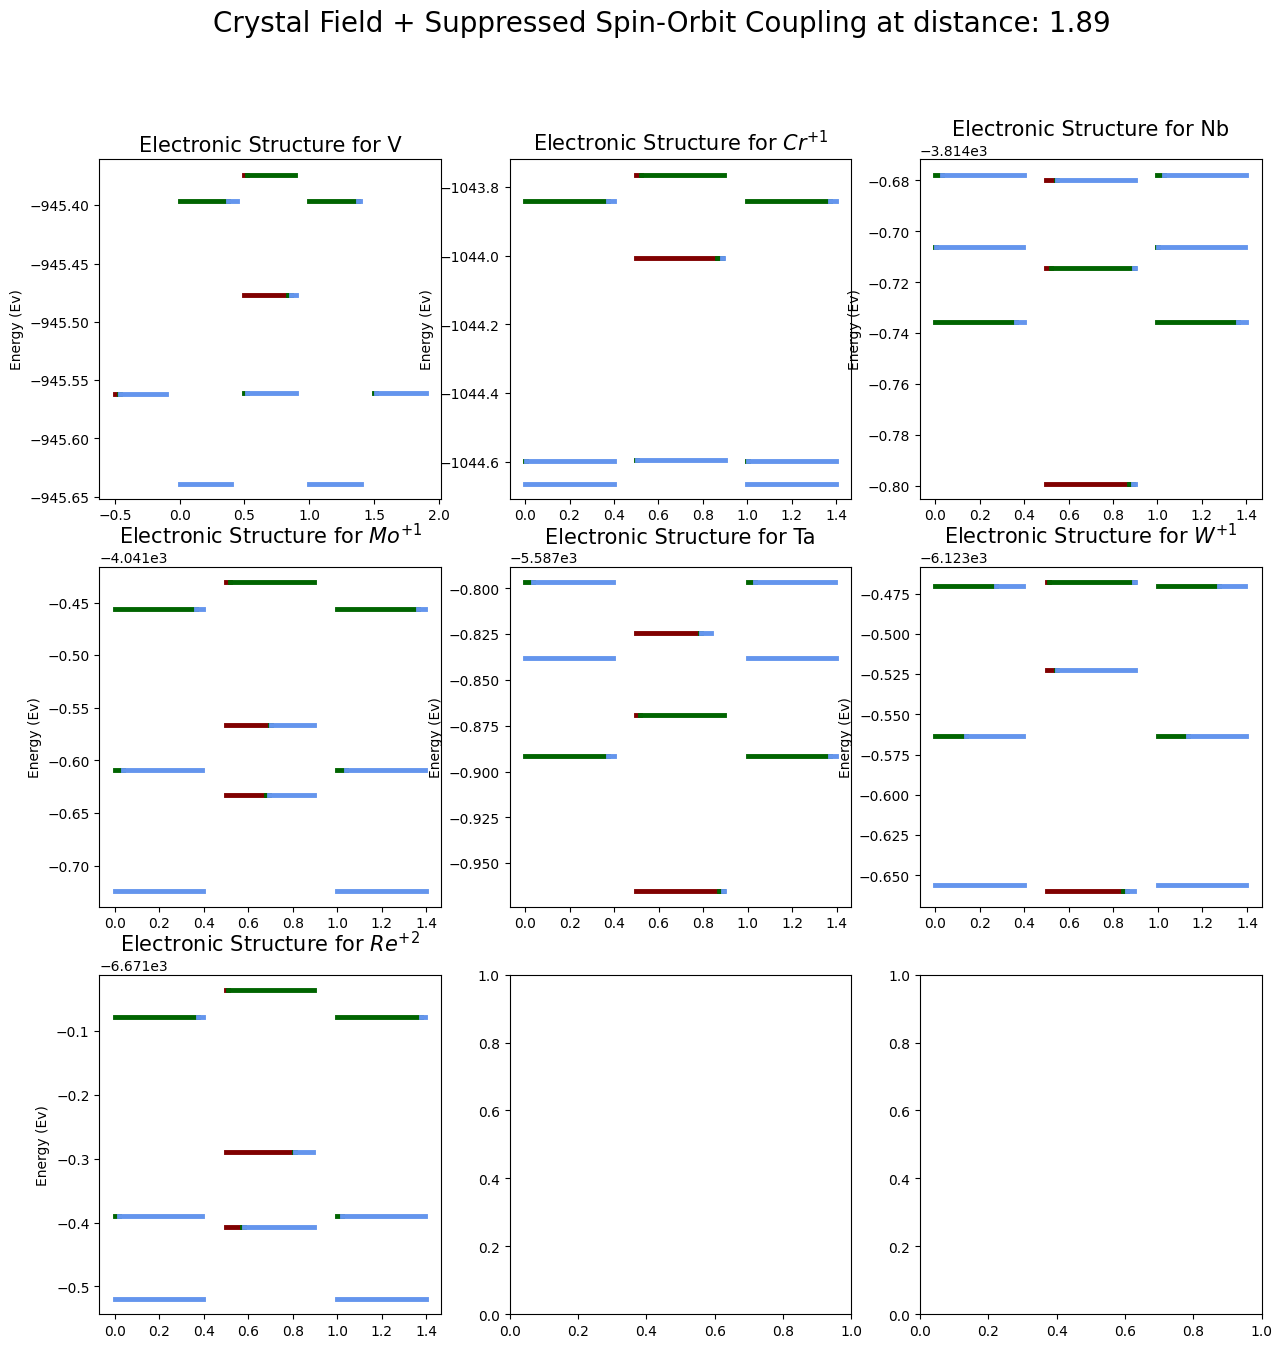 Crystal Field + Suppressed Spin-Orbit Coupling at distance: 1.89
Electronic Structure for V
Energy (Ev)
−945.40
−945.45
−945.50
−945.55
−945.60
−945.65
−0.5 0.0 0.5 1.0 1.5 2.0
Electronic Structure for Cr+1
Energy (Ev)
−1043.8
−1044.0
−1044.2
−1044.4
−1044.6
0.0 0.2 0.4 0.6 0.8 1.0 1.2 1.4
Electronic Structure for Nb
−3.814e3
Energy (Ev)
−0.68
−0.70
−0.72
−0.74
−0.76
−0.78
−0.80
0.0 0.2 0.4 0.6 0.8 1.0 1.2 1.4
Electronic Structure for Mo+1
−4.041e3
Energy (Ev)
−0.45
−0.50
−0.55
−0.60
−0.65
−0.70
0.0 0.2 0.4 0.6 0.8 1.0 1.2 1.4
Electronic Structure for Ta
−5.587e3
Energy (Ev)
−0.800
−0.825
−0.850
−0.875
−0.900
−0.925
−0.950
0.0 0.2 0.4 0.6 0.8 1.0 1.2 1.4
Electronic Structure for W+1
−6.123e3
Energy (Ev)
−0.475
−0.500
−0.525
−0.550
−0.575
−0.600
−0.625
−0.650
0.0 0.2 0.4 0.6 0.8 1.0 1.2 1.4
Electronic Structure for Re+2
−6.671e3
Energy (Ev)
−0.1
−0.2
−0.3
−0.4
−0.5
0.0 0.2 0.4 0.6 0.8 1.0 1.2 1.4
1.0
0.8
0.6
0.4
0.2
0.0
0.0 0.2 0.4 0.6 0.8 1.0
1.0
0.8
0.6
0.4
0.2
0.0
0.0 0.2 0.4 0.6 0.8 1.0